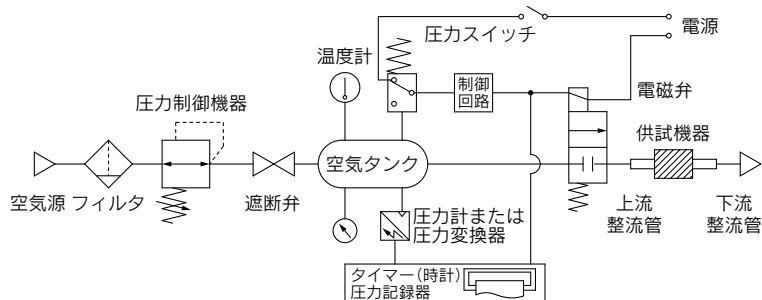 圧力スイッチ
電源
温度計
制御
回路
電磁弁
圧力制御機器
供試機器
空気タンク
空気源
フィルタ
遮断弁
上流
整流管
下流
整流管
圧力計または
圧力変換器
タイマー(時計)
圧力記録器